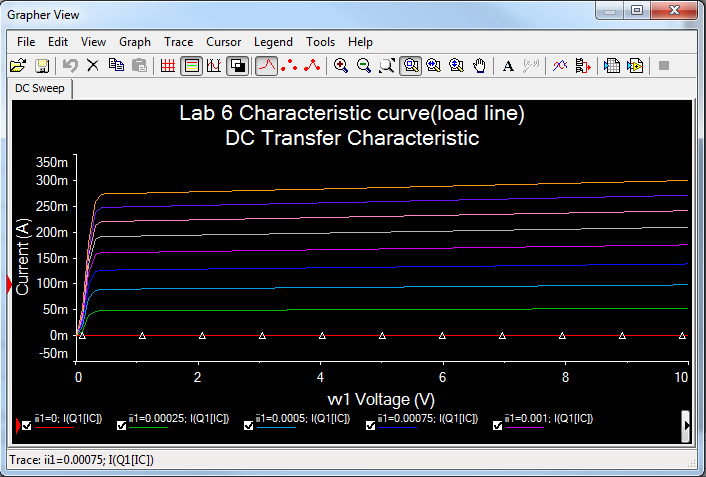 Grapher View
File Edit View Graph Trace Cursor Legend Tools Help
A (x,y)
DC Sweep
Lab 6 Characteristic curve(load line)
DC Transfer Characteristic
350m
300m
250m
200m
150m
100m
50m
0m
-50m
Current (A)
0 2 4 6 8 10
vv1 Voltage (V)
ii1=0; I(Q1[IC]) ii1=0.00025; I(Q1[IC]) ii1=0.0005; I(Q1[IC]) ii1=0.00075; I(Q1[IC]) ii1=0.001; I(Q1[IC])
Trace: ii1=0.00075; I(Q1[IC])